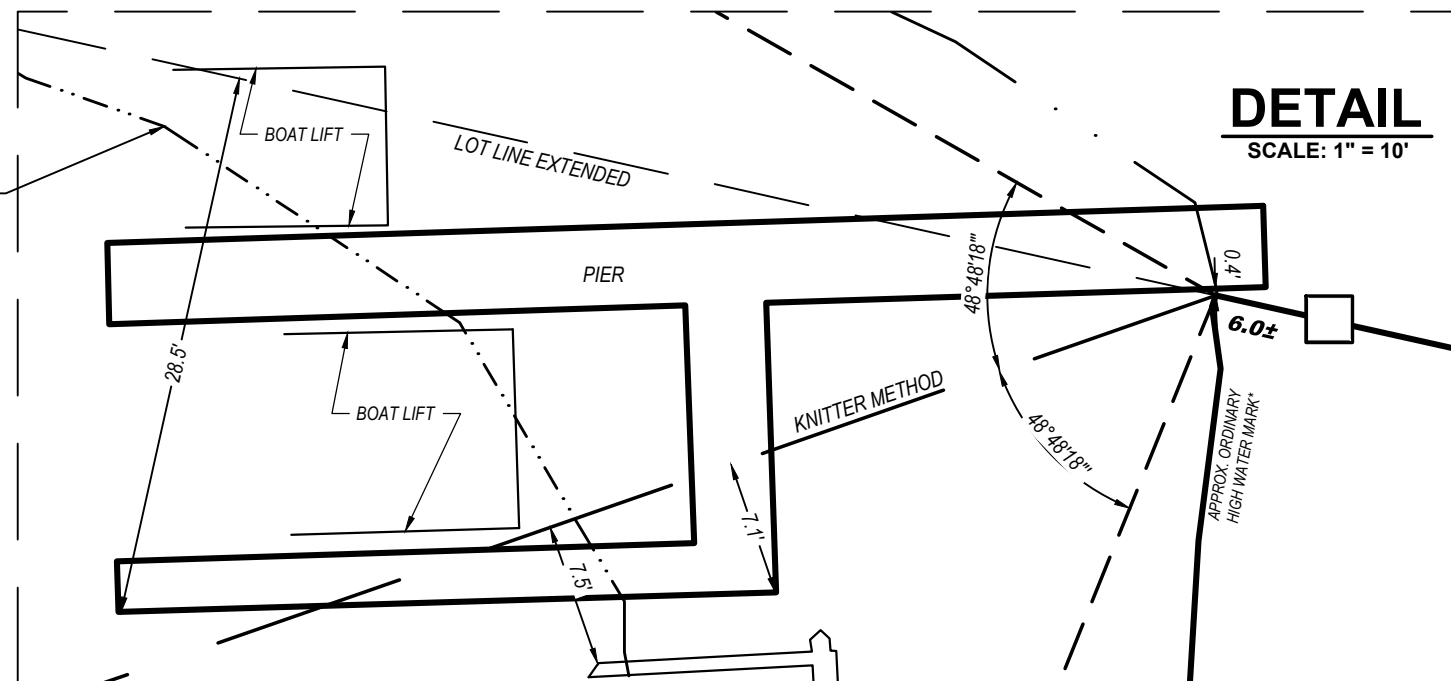 DETAIL
SCALE: 1" = 10'
BOAT LIFT
LOT LINE EXTENDED
PIER
48°48'18"'
0.4'
6.0±
28.5'
BOAT LIFT
KNITTER METHOD
48°48'18"'
APPROX. ORDINARY
HIGH WATER MARK*
7.1'
7.5'